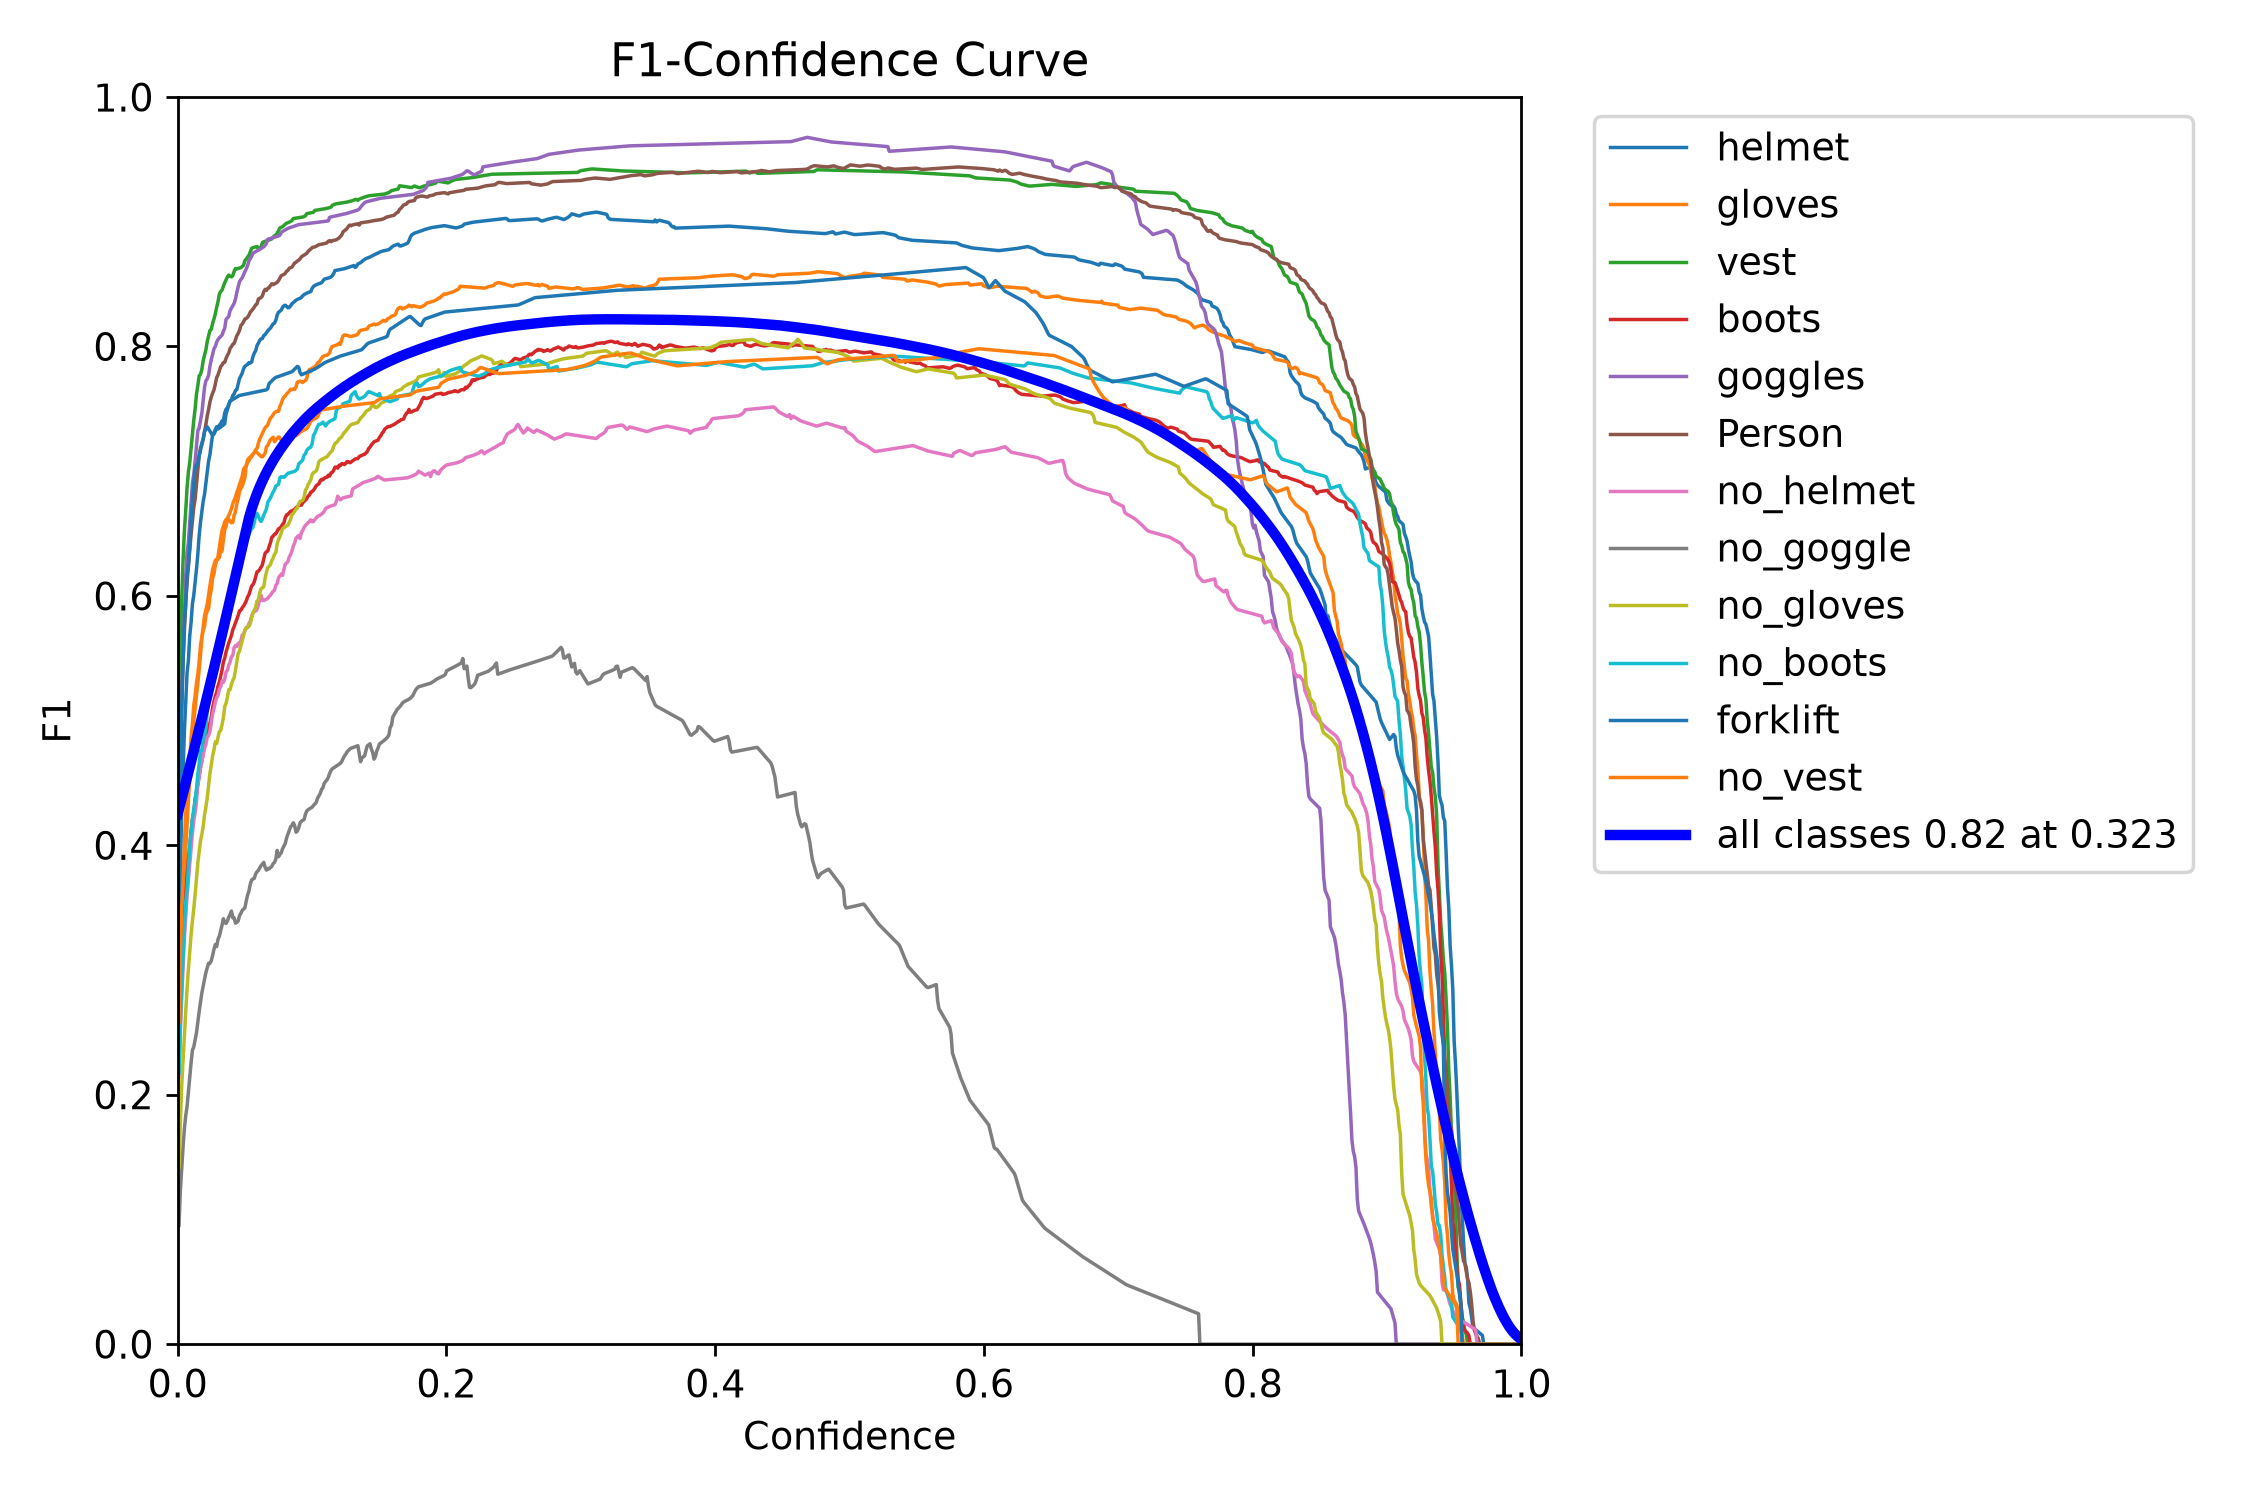 F1-Confidence Curve
1.0
0.8
0.6
0.4
0.2
0.0
F1
0.0 0.2 0.4 0.6 0.8 1.0
Confidence
helmet
gloves
vest
boots
goggles
Person
no_helmet
no_goggle
no_gloves
no_boots
forklift
no_vest
all classes 0.82 at 0.323